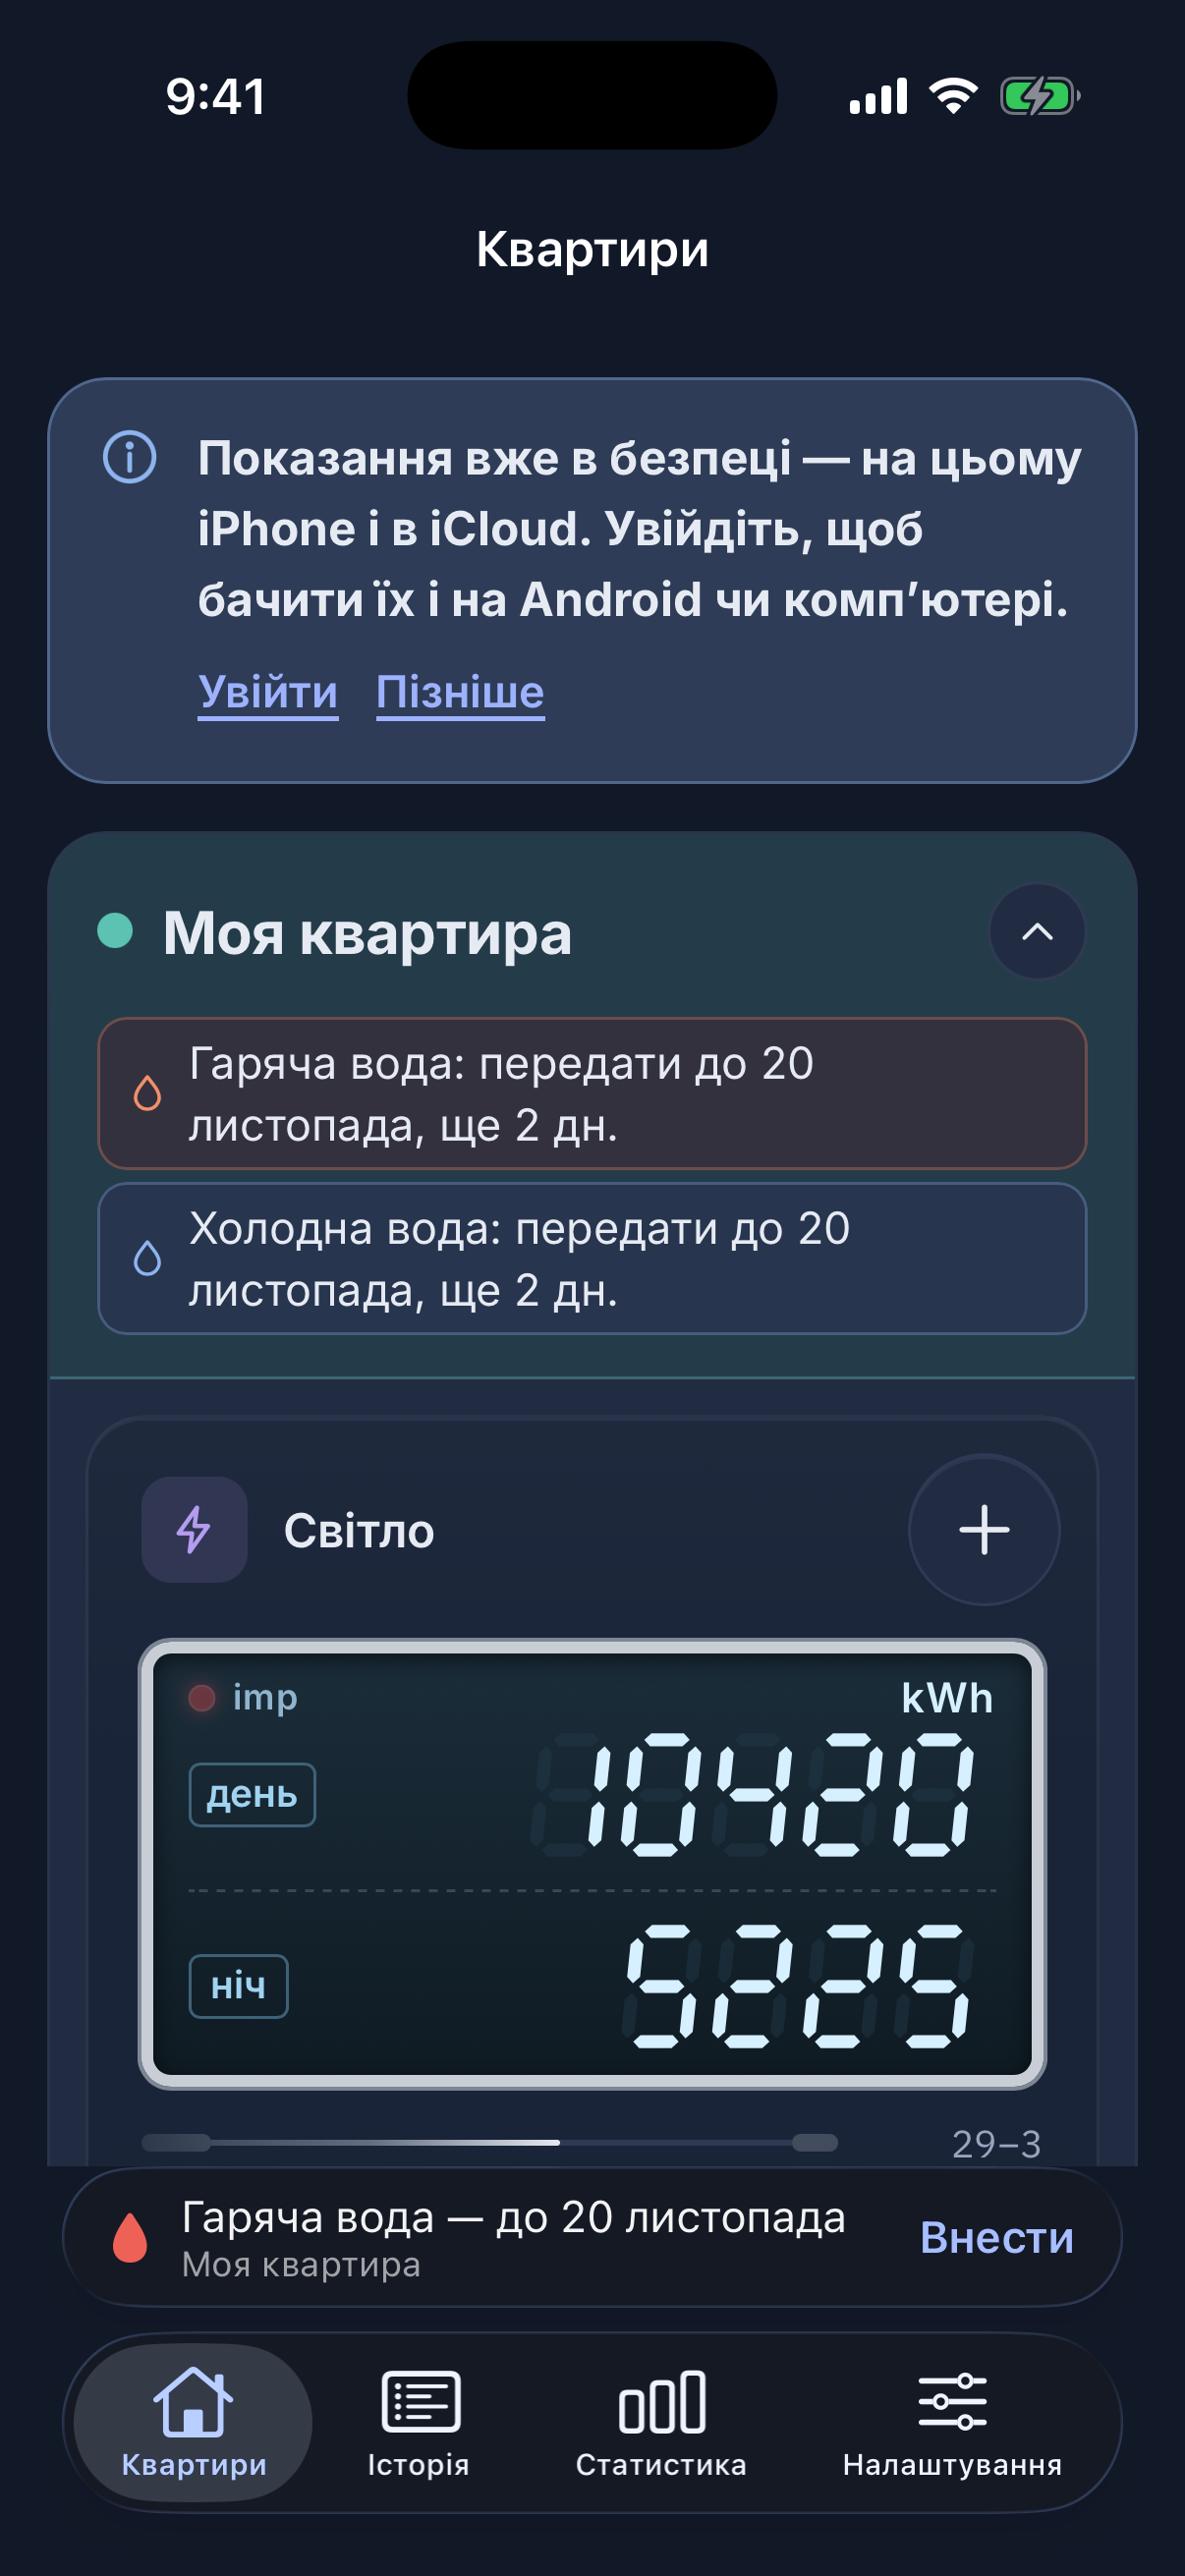 9:41
Квартири
Показання вже в безпеці — на цьому
iPhone і в iCloud. Увійдіть, щоб
бачити їх і на Android чи комп’ютері.
Увійти Пізніше
Моя квартира
Гаряча вода: передати до 20
листопада, ще 2 дн.
Холодна вода: передати до 20
листопада, ще 2 дн.
Світло
imp kWh
день 10420
ніч 5225
29–3
Гаряча вода — до 20 листопада
Моя квартира
Внести
Квартири Історія Статистика Налаштування